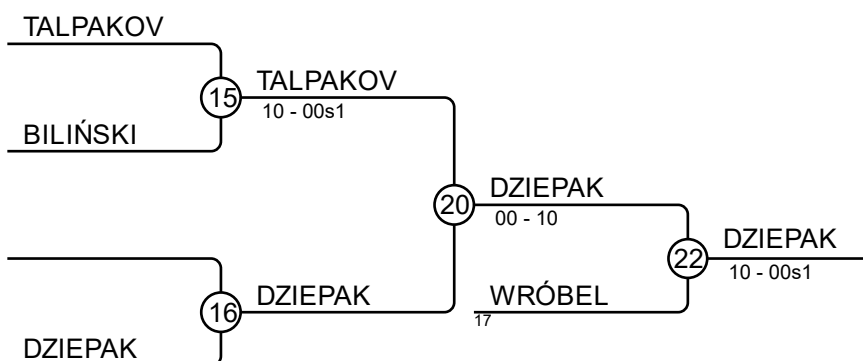 TALPAKOV
15
TALPAKOV
10 - 00s1
BILIŃSKI
20
DZIEPAK
00 - 10
22
DZIEPAK
10 - 00s1
16
DZIEPAK
WRÓBEL
17
DZIEPAK